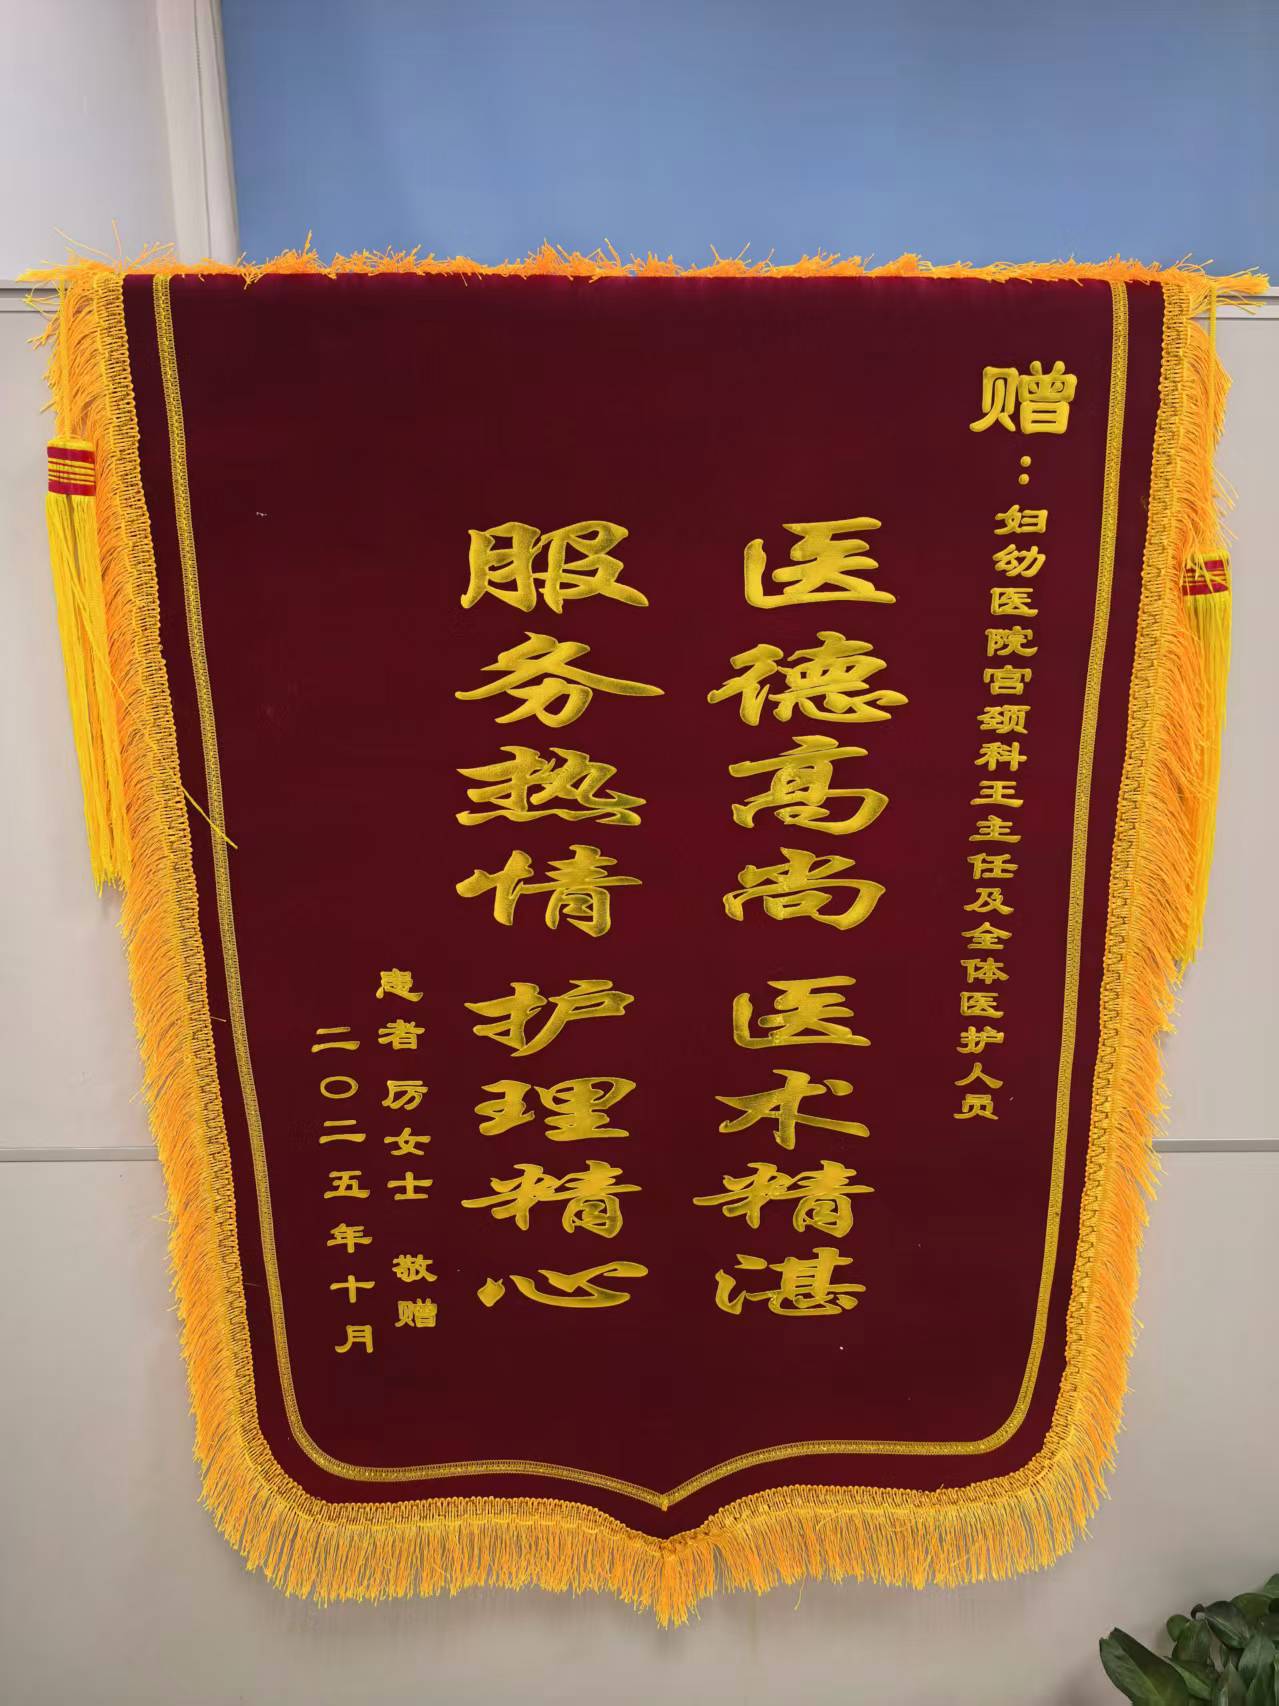 赠：妇幼医院宫颈科王主任及全体医护人员
医德高尚 医术精湛
服务热情 护理精心
患者 厉女士 敬赠
二〇二五年十月